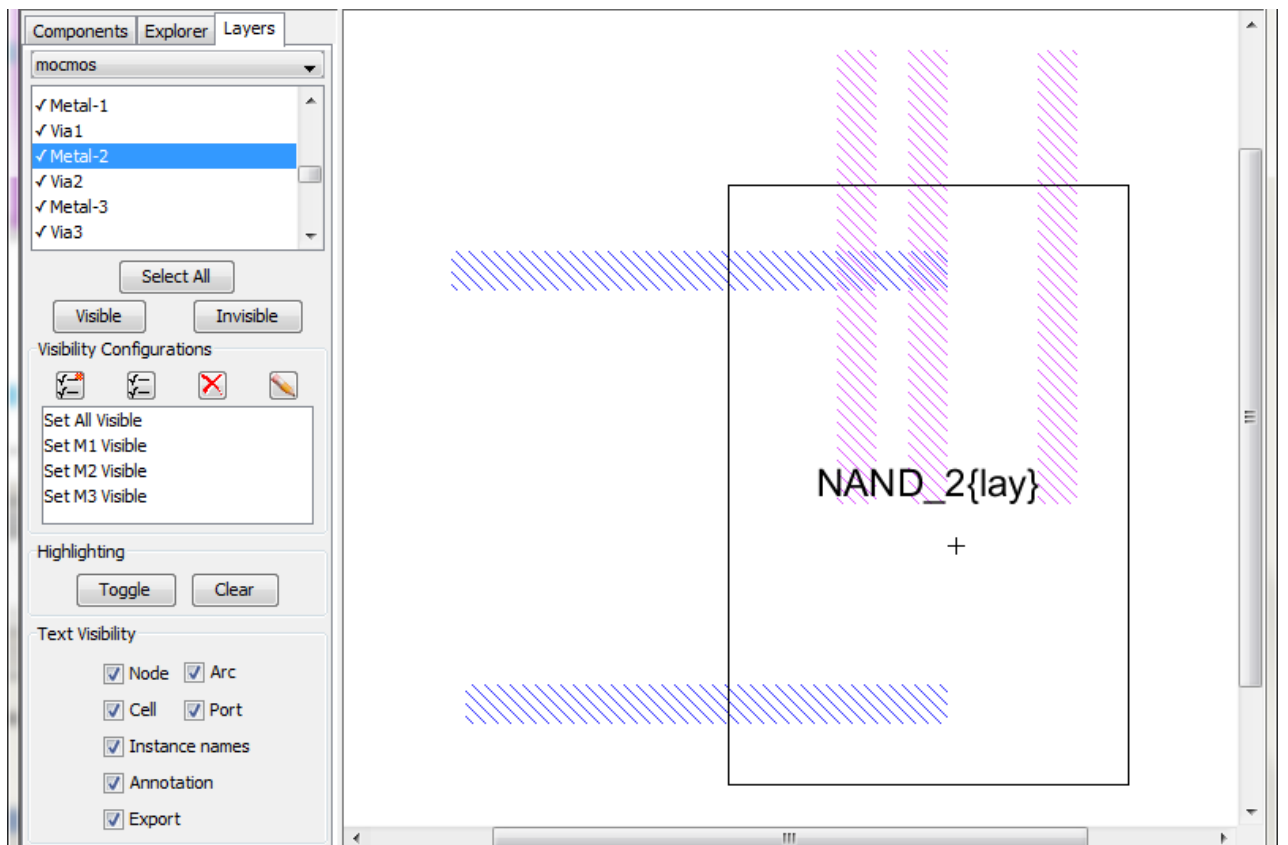 Components Explorer Layers
mocmos
✓ Metal-1
✓ Via1
✓ Metal-2
✓ Via2
✓ Metal-3
✓ Via3
Select All
Visible Invisible
Visibility Configurations
Set All Visible
Set M1 Visible
Set M2 Visible
Set M3 Visible
Highlighting
Toggle Clear
Text Visibility
Node Arc
Cell Port
Instance names
Annotation
Export
NAND_2{lay}